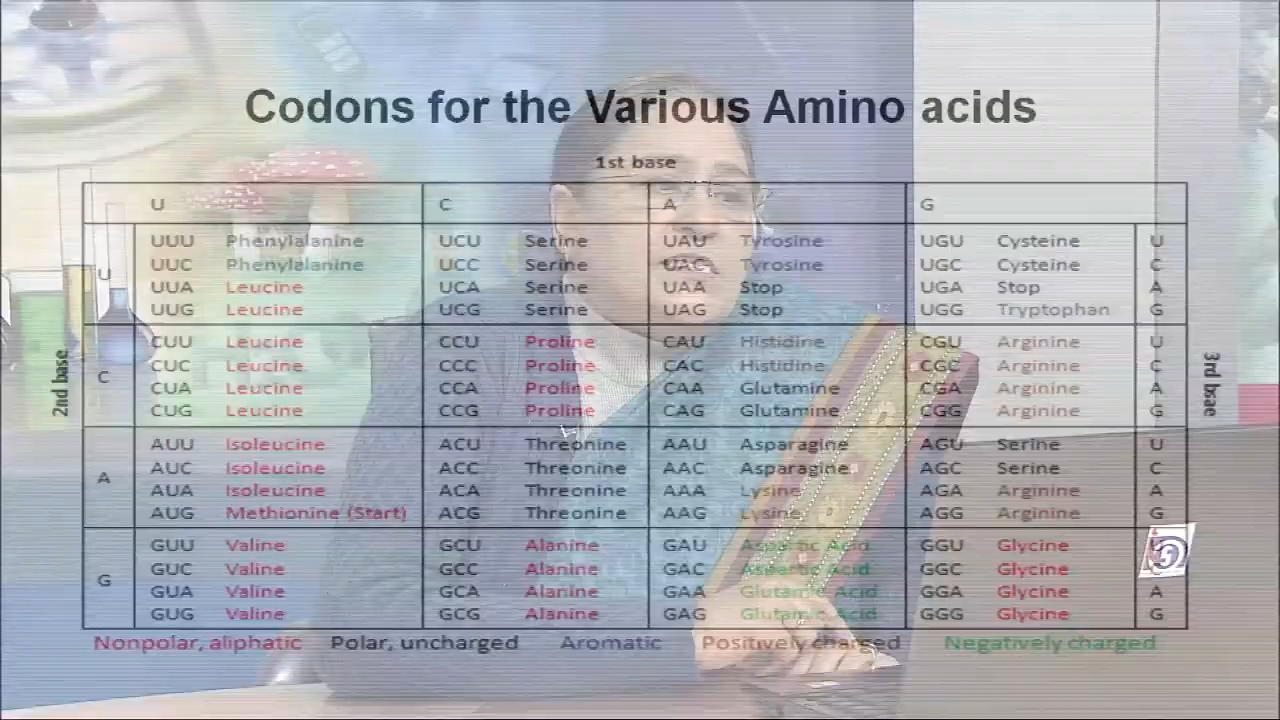 Codons for the Various Amino acids
1st base
U C A G
UUU Phenylalanine UCU Serine UAU Tyrosine UGU Cysteine U
UUC Phenylalanine UCC Serine UAC Tyrosine UGC Cysteine C
U
UUA Leucine UCA Serine UAA Stop UGA Stop A
UUG Leucine UCG Serine UAG Stop UGG Tryptophan G
CUU Leucine CCU Proline CAU Histidine CGU Arginine U
CUC Leucine CCC Proline CAC Histidine CGC Arginine C
C
CUA Leucine CCA Proline CAA Glutamine CGA Arginine A
CUG Leucine CCG Proline CAG Glutamine CGG Arginine G
2nd base
3rd bsae
AUU Isoleucine ACU Threonine AAU Asparagine AGU Serine U
AUC Isoleucine ACC Threonine AAC Asparagine AGC Serine C
A
AUA Isoleucine ACA Threonine AAA Lysine AGA Arginine A
AUG Methionine (Start) ACG Threonine AAG Lysine AGG Arginine G
GUU Valine GCU Alanine GAU Aspartic Acid GGU Glycine
GUC Valine GCC Alanine GAC Aspartic Acid GGC Glycine
G
GUA Valine GCA Alanine GAA Glutamic Acid GGA Glycine A
GUG Valine GCG Alanine GAG Glutamic Acid GGG Glycine G
Nonpolar, aliphatic Polar, uncharged Aromatic Positively charged Negatively charged